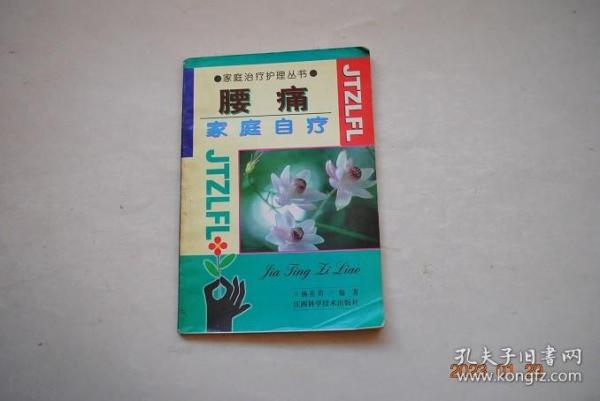 ●家庭治疗护理丛书●
腰痛
家庭自疗
JTZLFL
JTZLFL
Jia Ting Zi Liao
编著
江西科学技术出版社
孔夫子旧书网
www.kongfz.com